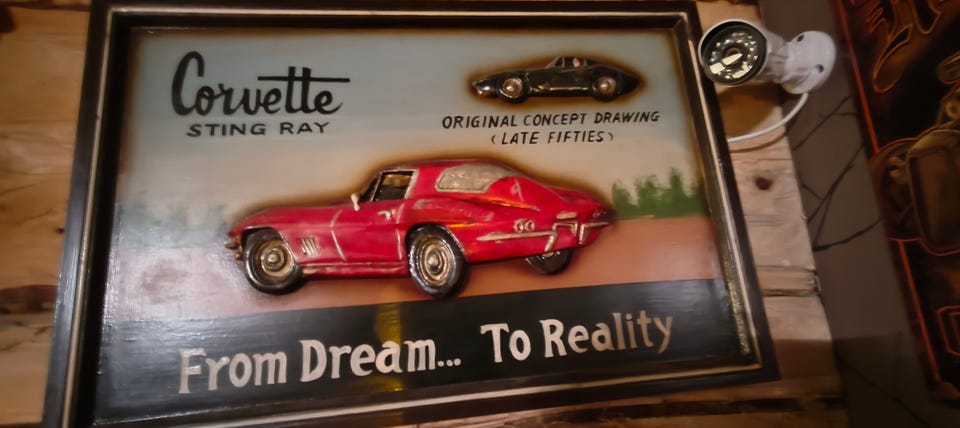 Corvette
STING RAY
ORIGINAL CONCEPT DRAWING
(LATE FIFTIES)
From Dream... To Reality